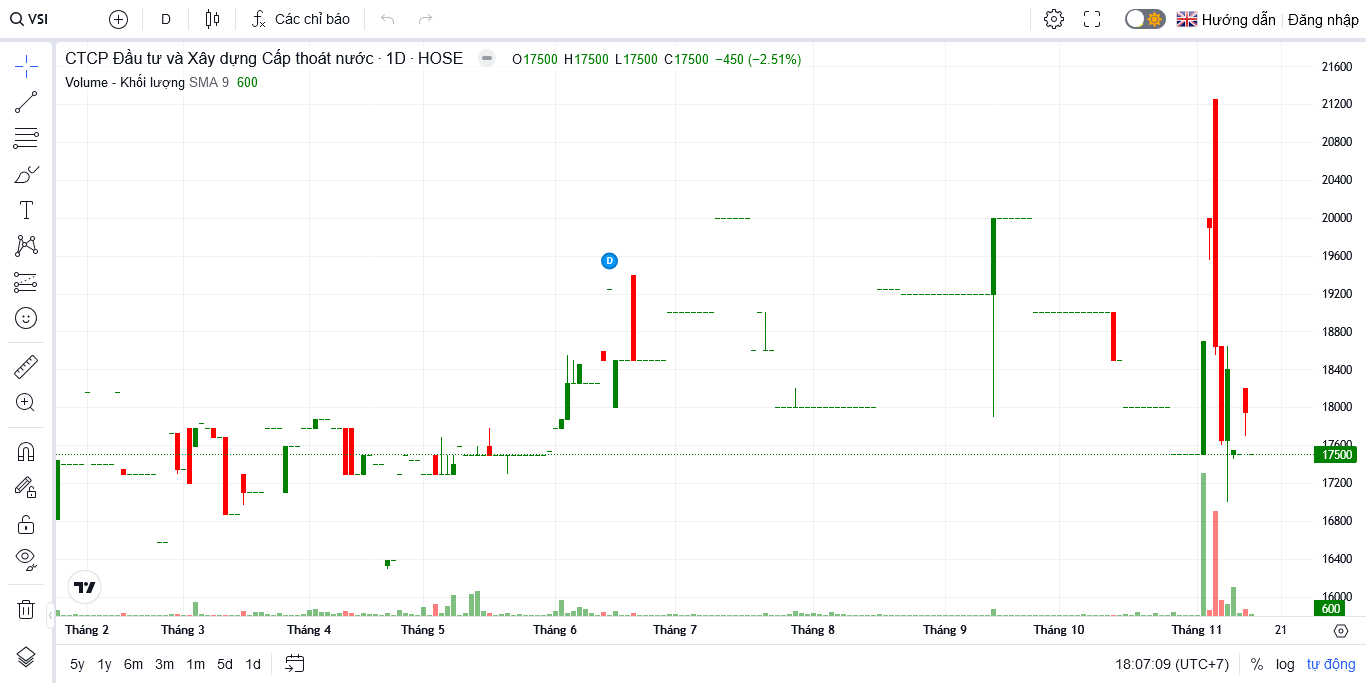 VSI D Các chỉ báo Hướng dẫn Đăng nhập
CTCP Đầu tư và Xây dựng Cấp thoát nước · 1D · HOSE O17500 H17500 L17500 C17500 −450 (−2.51%)
Volume - Khối lượng SMA 9 600
21600
21200
20800
20400
20000
19600
D
19200
18800
18400
18000
17600
17500
17200
16800
16400
16000
600
Tháng 2 Tháng 3 Tháng 4 Tháng 5 Tháng 6 Tháng 7 Tháng 8 Tháng 9 Tháng 10 Tháng 11 21
5y 1y 6m 3m 1m 5d 1d 18:07:09 (UTC+7) % log tự động